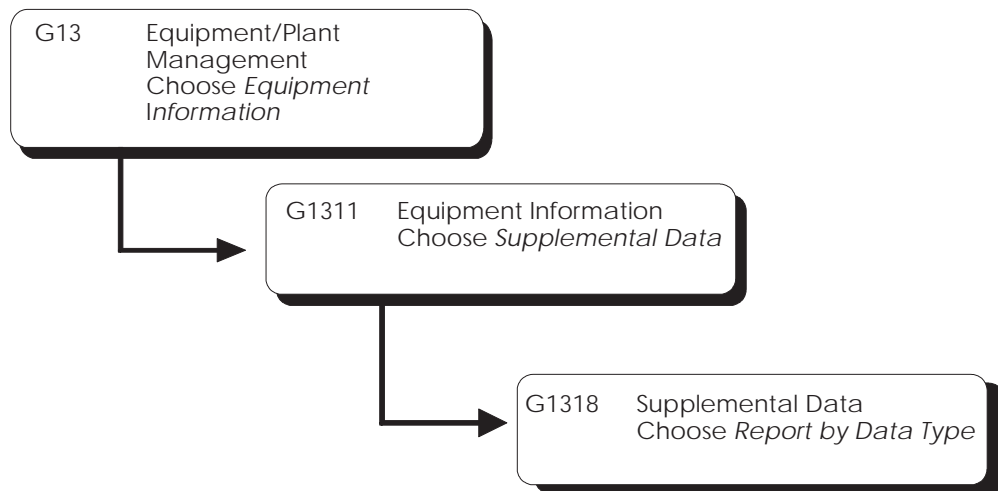 G13 Equipment/Plant
Management
Choose Equipment
Information
G1311 Equipment Information
Choose Supplemental Data
G1318 Supplemental Data
Choose Report by Data Type